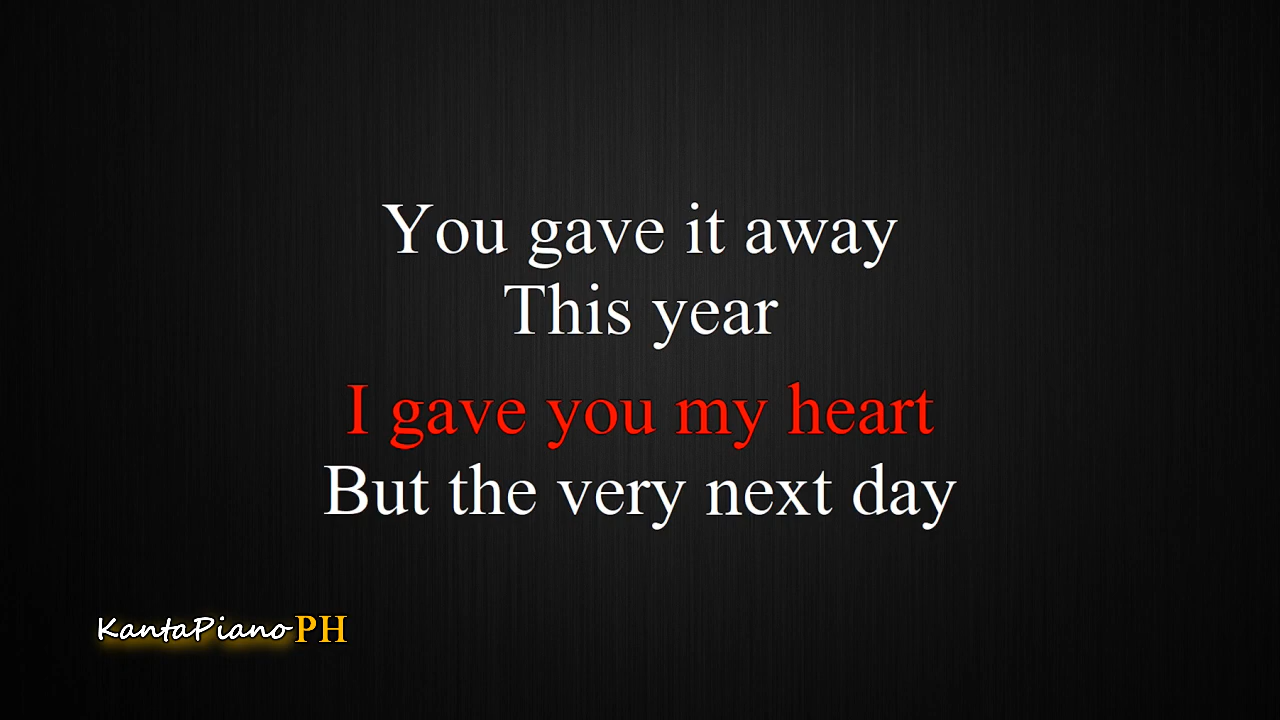 You gave it away
This year
I gave you my heart
But the very next day
KantaPianoPH